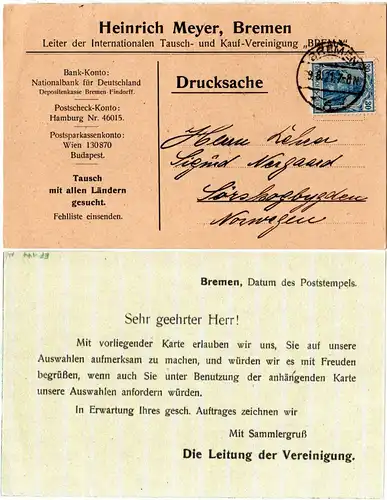 Heinrich Meyer, Bremen
Leiter der Internationalen Tausch- und Kauf-Vereinigung „BREMA“
Bank-Konto:
Nationalbank für Deutschland
Depositenkasse Bremen-Findorff.
Postscheck-Konto:
Hamburg Nr. 46015.
Postsparkassenkonto:
Wien 130870
Budapest.
Tausch
mit allen Ländern
gesucht.
Fehlliste einsenden.
Drucksache
BREMEN
30
Herrn Lehrer
Sigurd Norgaard
Sörskogbygden
Norwegen
Bremen, Datum des Poststempels.
Sehr geehrter Herr!
Mit vorliegender Karte erlauben wir uns, Sie auf unsere
Auswahlen aufmerksam zu machen, und würden wir es mit Freuden
begrüßen, wenn auch Sie unter Benutzung der anhängenden Karte
unsere Auswahlen anfordern würden.
In Erwartung Ihres gesch. Auftrages zeichnen wir
Mit Sammlergruß
Die Leitung der Vereinigung.